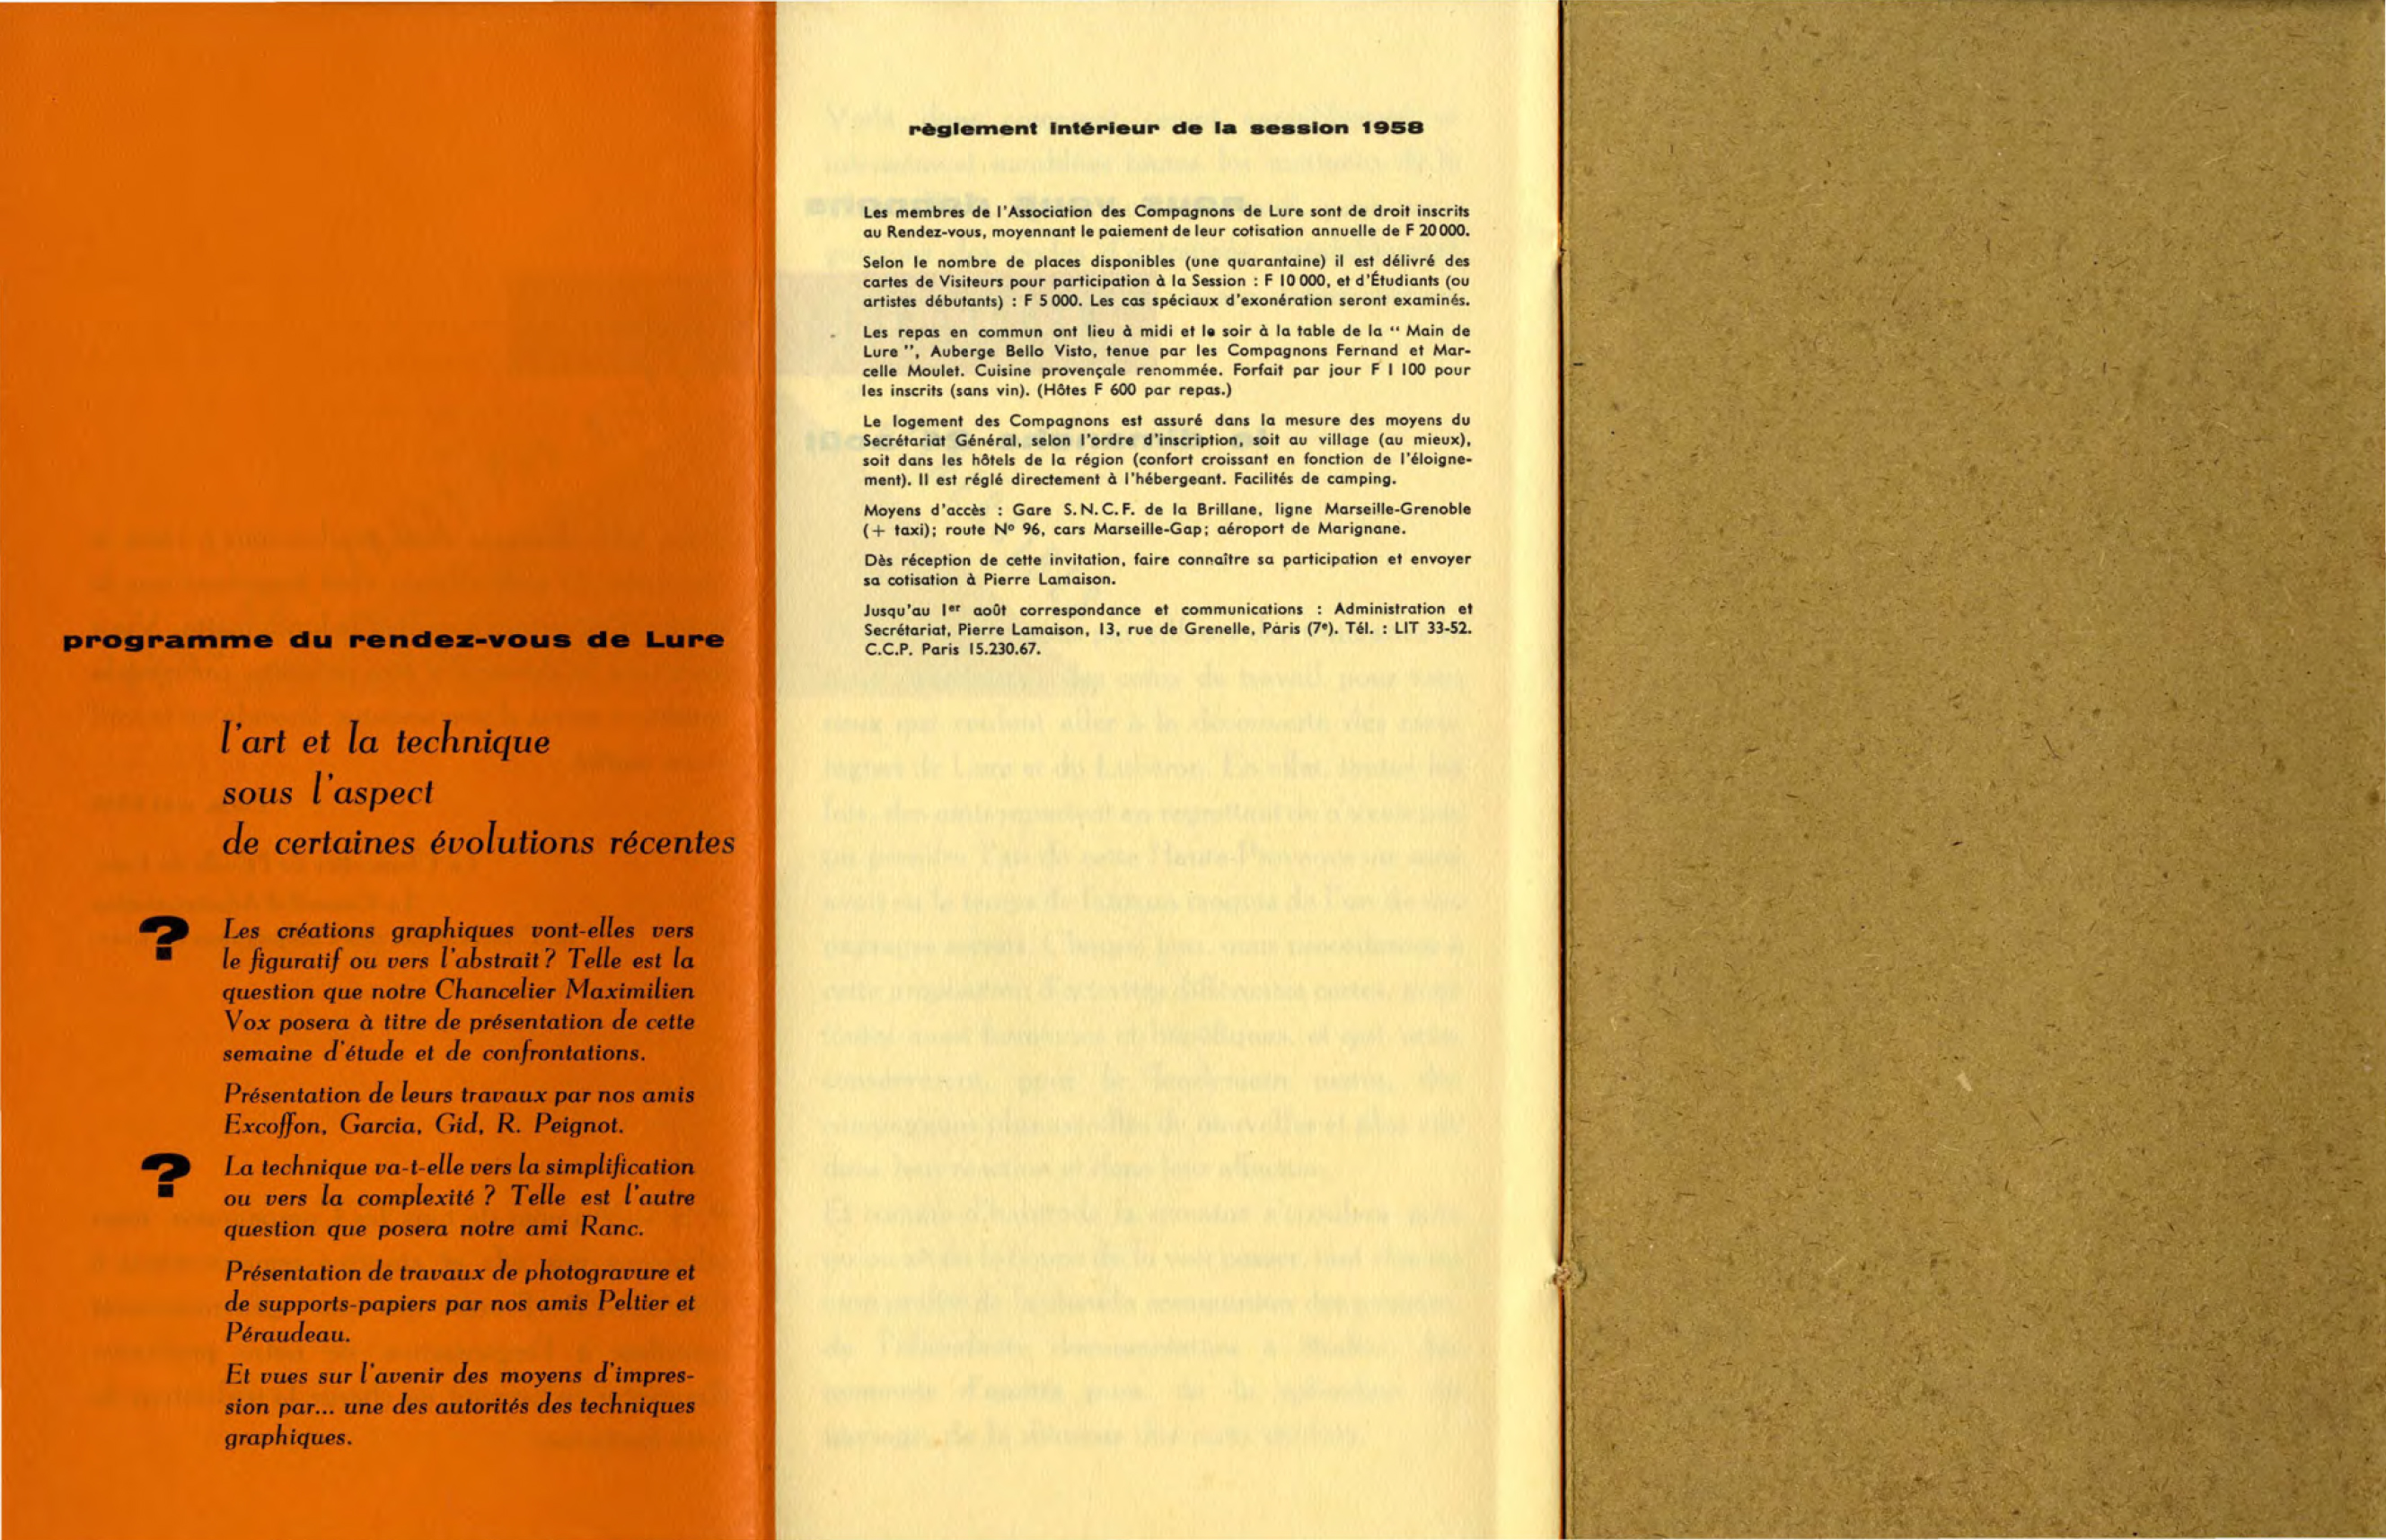 programme du rendez-vous de Lure
l'art et la technique
sous l'aspect
de certaines évolutions récentes
? Les créations graphiques vont-elles vers
le figuratif ou vers l'abstrait ? Telle est la
question que notre Chancelier Maximilien
Vox posera à titre de présentation de cette
semaine d'étude et de confrontations.
Présentation de leurs travaux par nos amis
Excoffon, Garcia, Gid, R. Peignot.
? La technique va-t-elle vers la simplification
ou vers la complexité ? Telle est l'autre
question que posera notre ami Ranc.
Présentation de travaux de photogravure et
de supports-papiers par nos amis Peltier et
Péraudeau.
Et vues sur l'avenir des moyens d'impres-
sion par... une des autorités des techniques
graphiques.
règlement intérieur de la session 1958
Les membres de l'Association des Compagnons de Lure sont de droit inscrits
au Rendez-vous, moyennant le paiement de leur cotisation annuelle de F 20 000.
Selon le nombre de places disponibles (une quarantaine) il est délivré des
cartes de Visiteurs pour participation à la Session : F 10 000, et d'Étudiants (ou
artistes débutants) : F 5 000. Les cas spéciaux d'exonération seront examinés.
Les repas en commun ont lieu à midi et le soir à la table de la " Main de
Lure ", Auberge Bello Visto, tenue par les Compagnons Fernand et Mar-
celle Moulet. Cuisine provençale renommée. Forfait par jour F 1 100 pour
les inscrits (sans vin). (Hôtes F 600 par repas.)
Le logement des Compagnons est assuré dans la mesure des moyens du
Secrétariat Général, selon l'ordre d'inscription, soit au village (au mieux),
soit dans les hôtels de la région (confort croissant en fonction de l'éloigne-
ment). Il est réglé directement à l'hébergeant. Facilités de camping.
Moyens d'accès : Gare S.N.C.F. de la Brillane, ligne Marseille-Grenoble
(+ taxi); route Nº 96, cars Marseille-Gap; aéroport de Marignane.
Dès réception de cette invitation, faire connaître sa participation et envoyer
sa cotisation à Pierre Lamaison.
Jusqu'au 1er août correspondance et communications : Administration et
Secrétariat, Pierre Lamaison, 13, rue de Grenelle, Paris (7e). Tél. : LIT 33-52.
C.C.P. Paris 15.230.67.